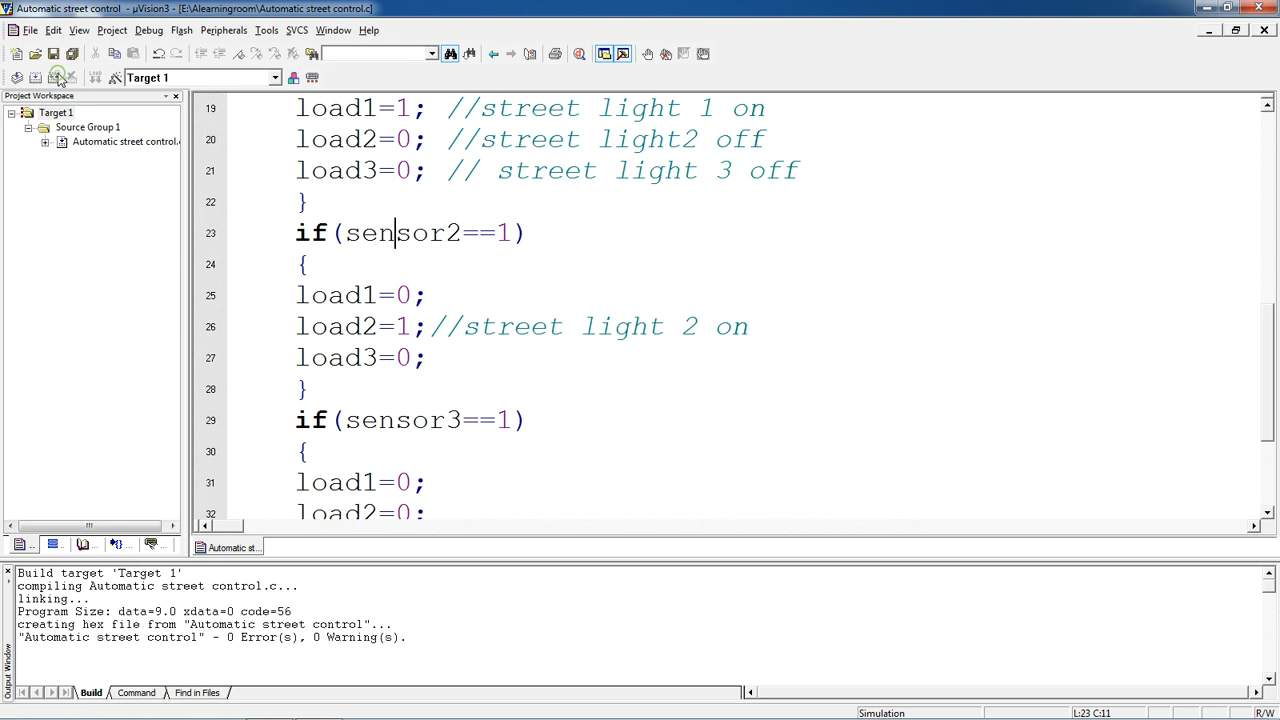 Automatic street control - µVision3 - [E:\Alearningroom\Automatic street control.c]
File Edit View Project Debug Flash Peripherals Tools SVCS Window Help
Target 1
Project Workspace
Target 1
Source Group 1
Automatic street control.c
19 load1=1; //street light 1 on
20 load2=0; //street light2 off
21 load3=0; // street light 3 off
22 }
23 if(sensor2==1)
24 {
25 load1=0;
26 load2=1;//street light 2 on
27 load3=0;
28 }
29 if(sensor3==1)
30 {
31 load1=0;
32 load2=0;
Automatic st...
Build target 'Target 1'
compiling Automatic street control.c...
linking...
Program Size: data=9.0 xdata=0 code=56
creating hex file from "Automatic street control"...
"Automatic street control" - 0 Error(s), 0 Warning(s).
Output Window
Build Command Find in Files
Simulation L:23 C:11 R/W